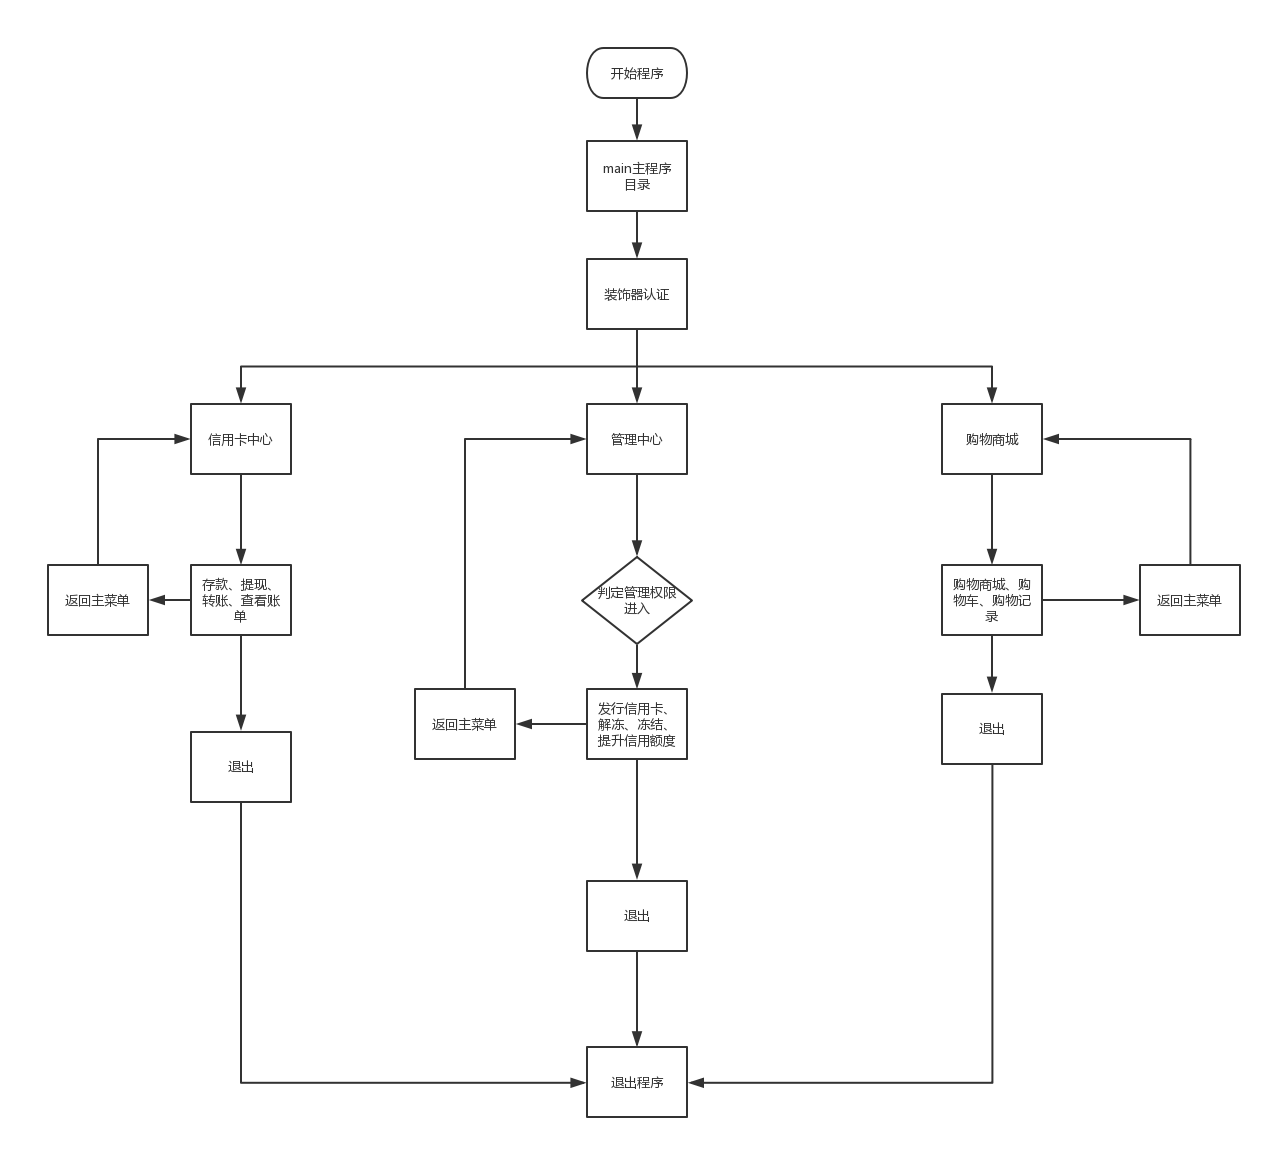 开始程序
main主程序
目录
装饰器认证
信用卡中心
管理中心
购物商城
返回主菜单
存款、提现、
转账、查看账
单
判定管理权限
进入
购物商城、购
物车、购物记
录
返回主菜单
返回主菜单
发行信用卡、
解冻、冻结、
提升信用额度
退出
退出
退出
退出程序